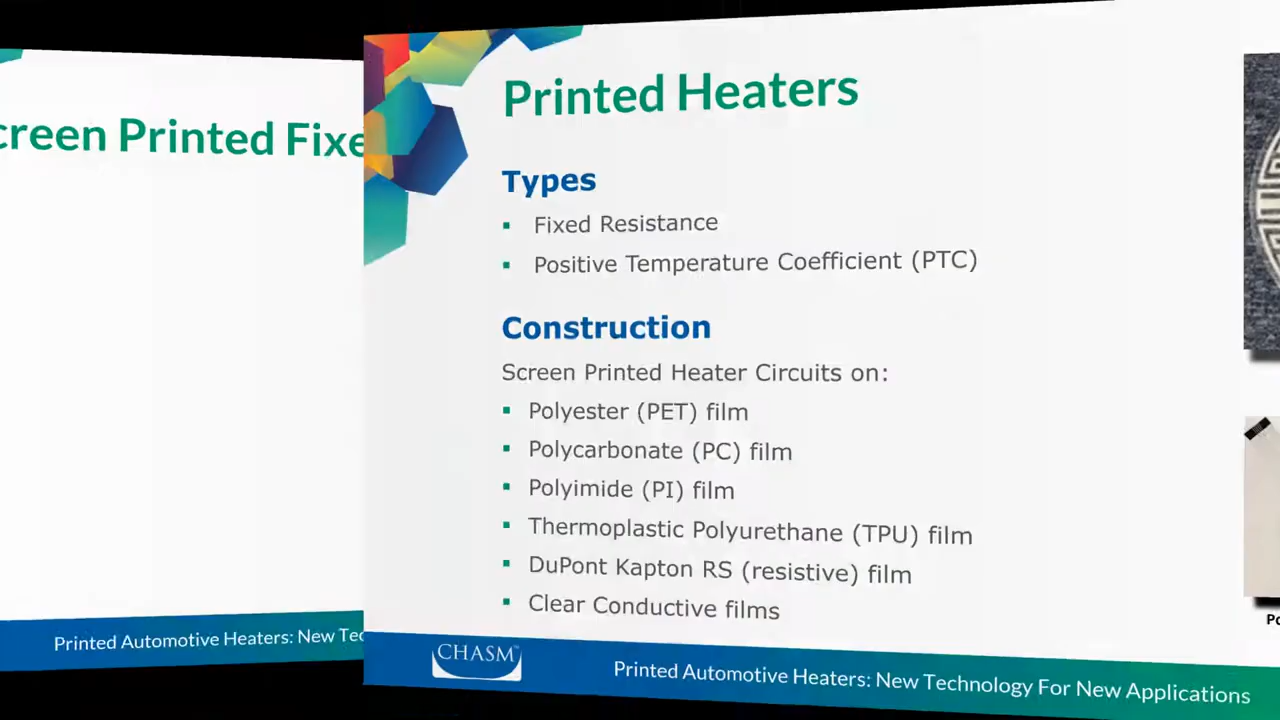 creen Printed Fixe
Printed Automotive Heaters: New Tec
Printed Heaters
Types
▪ Fixed Resistance
▪ Positive Temperature Coefficient (PTC)
Construction
Screen Printed Heater Circuits on:
▪ Polyester (PET) film
▪ Polycarbonate (PC) film
▪ Polyimide (PI) film
▪ Thermoplastic Polyurethane (TPU) film
▪ DuPont Kapton RS (resistive) film
▪ Clear Conductive films
Po
CHASM™
Printed Automotive Heaters: New Technology For New Applications